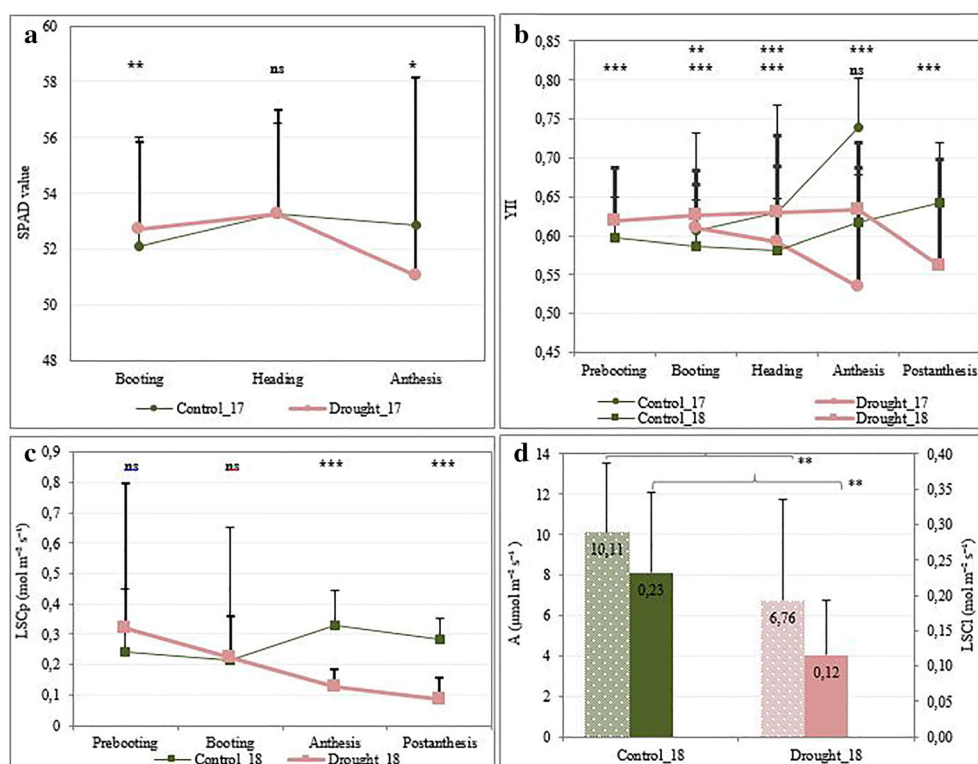 a
60
58
56
54
52
50
48
SPAD value
** ns *
Booting Heading Anthesis
Control_17 Drought_17
b
0,85
0,80
0,75
0,70
0,65
0,60
0,55
0,50
0,45
YII
** *** ***
*** *** *** ns ***
Prebooting Booting Heading Anthesis Postanthesis
Control_17 Drought_17
Control_18 Drought_18
c
0,9
0,8
0,7
0,6
0,5
0,4
0,3
0,2
0,1
0
LSCp (mol m⁻² s⁻¹)
ns ns *** ***
Prebooting Booting Anthesis Postanthesis
Control_18 Drought_18
d
14
12
10
8
6
4
2
0
A (µmol m⁻² s⁻¹)
**
**
10,11
0,23
6,76
0,12
0,40
0,35
0,30
0,25
0,20
0,15
0,10
0,05
0,00
LSCl (mol m⁻² s⁻¹)
Control_18 Drought_18